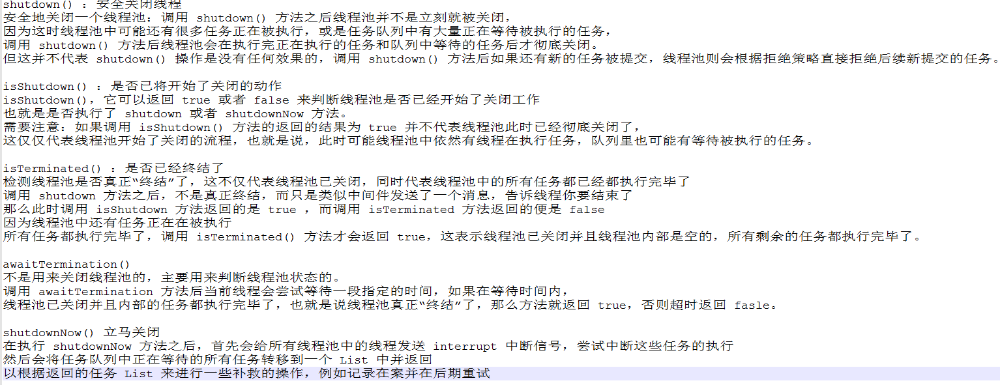 shutdown() : 安全关闭线程
安全地关闭一个线程池：调用 shutdown() 方法之后线程池并不是立刻就被关闭，
因为这时线程池中可能还有很多任务正在被执行，或是任务队列中有大量正在等待被执行的任务，
调用 shutdown() 方法后线程池会在执行完正在执行的任务和队列中等待的任务后才彻底关闭。
但这并不代表 shutdown() 操作是没有任何效果的，调用 shutdown() 方法后如果还有新的任务被提交，线程池则会根据拒绝策略直接拒绝后续新提交的任务。
isShutdown() : 是否已将开始了关闭的动作
isShutdown()，它可以返回 true 或者 false 来判断线程池是否已经开始了关闭工作
也就是是否执行了 shutdown 或者 shutdownNow 方法。
需要注意：如果调用 isShutdown() 方法的返回的结果为 true 并不代表线程池此时已经彻底关闭了，
这仅仅代表线程池开始了关闭的流程，也就是说，此时可能线程池中依然有线程在执行任务，队列里也可能有等待被执行的任务。
isTerminated() : 是否已经终结了
检测线程池是否真正“终结”了，这不仅代表线程池已关闭，同时代表线程池中的所有任务都已经都执行完毕了
调用 shutdown 方法之后，不是真正终结，而只是类似中间件发送了一个消息，告诉线程你要结束了
那么此时调用 isShutdown 方法返回的是 true ，而调用 isTerminated 方法返回的便是 false
因为线程池中还有任务正在在被执行
所有任务都执行完毕了，调用 isTerminated() 方法才会返回 true，这表示线程池已关闭并且线程池内部是空的，所有剩余的任务都执行完毕了。
awaitTermination()
不是用来关闭线程池的，主要用来判断线程池状态的。
调用 awaitTermination 方法后当前线程会尝试等待一段指定的时间，如果在等待时间内，
线程池已关闭并且内部的任务都执行完毕了，也就是说线程池真正“终结”了，那么方法就返回 true，否则超时返回 fasle。
shutdownNow() 立马关闭
在执行 shutdownNow 方法之后，首先会给所有线程池中的线程发送 interrupt 中断信号，尝试中断这些任务的执行
然后会将任务队列中正在等待的所有任务转移到一个 List 中并返回
以根据返回的任务 List 来进行一些补救的操作，例如记录在案并在后期重试